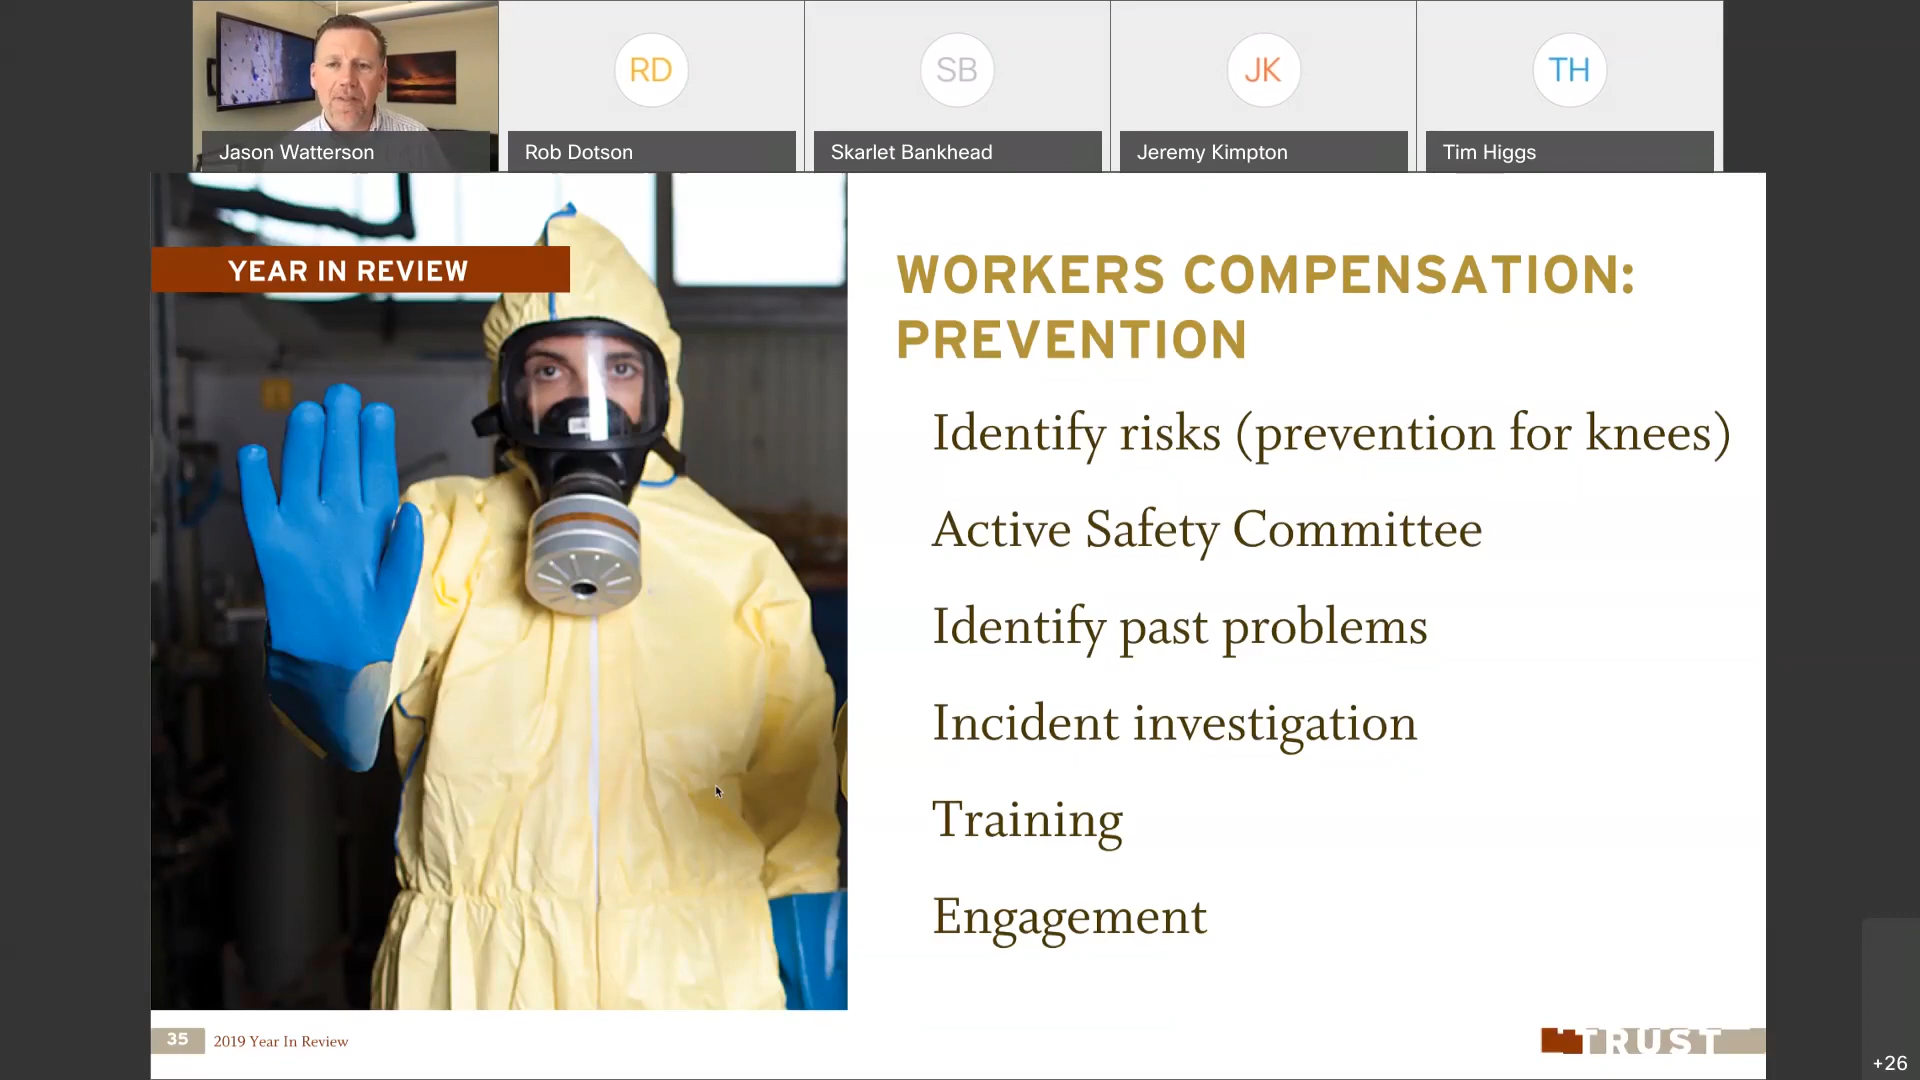 RD
SB
JK
TH
Jason Watterson
Rob Dotson
Skarlet Bankhead
Jeremy Kimpton
Tim Higgs
YEAR IN REVIEW
WORKERS COMPENSATION:
PREVENTION
Identify risks (prevention for knees)
Active Safety Committee
Identify past problems
Incident investigation
Training
Engagement
35
2019 Year In Review
TRUST
+26